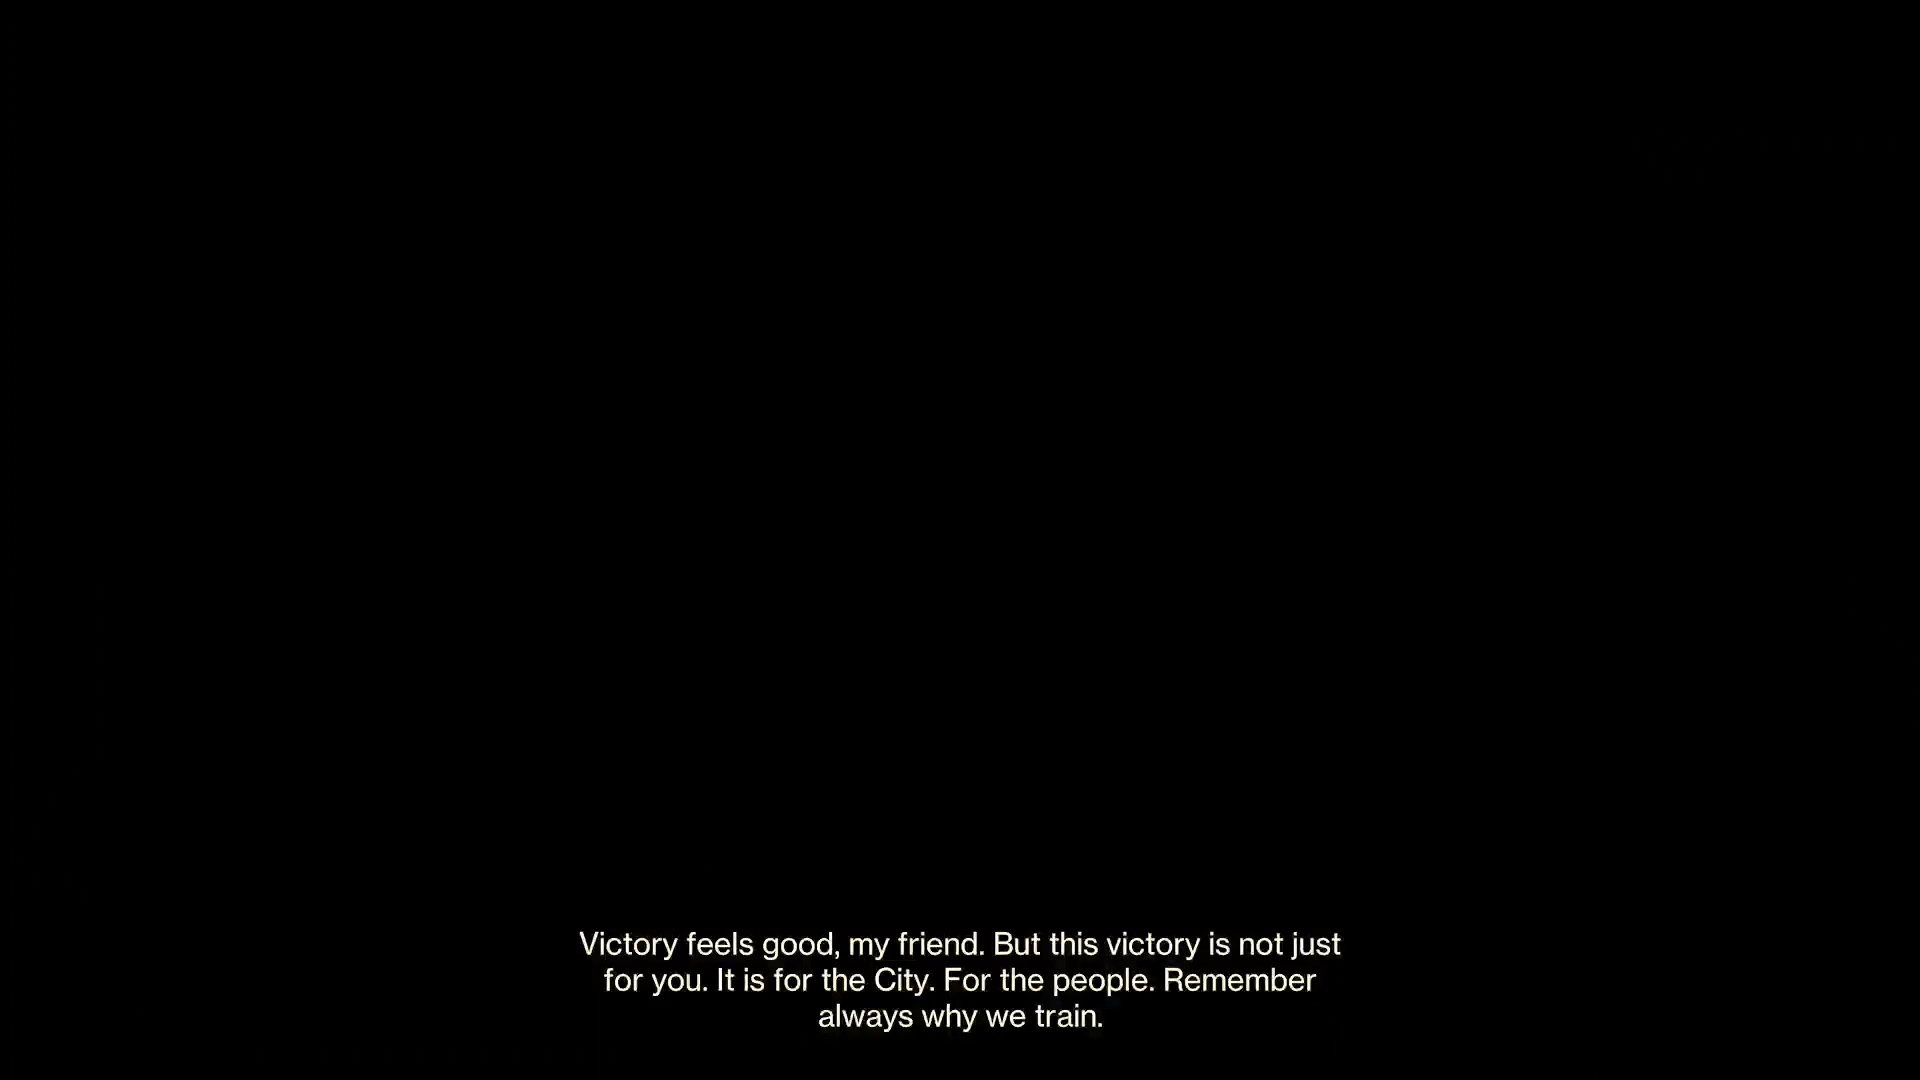 Victory feels good, my friend. But this victory is not just
for you. It is for the City. For the people. Remember
always why we train.